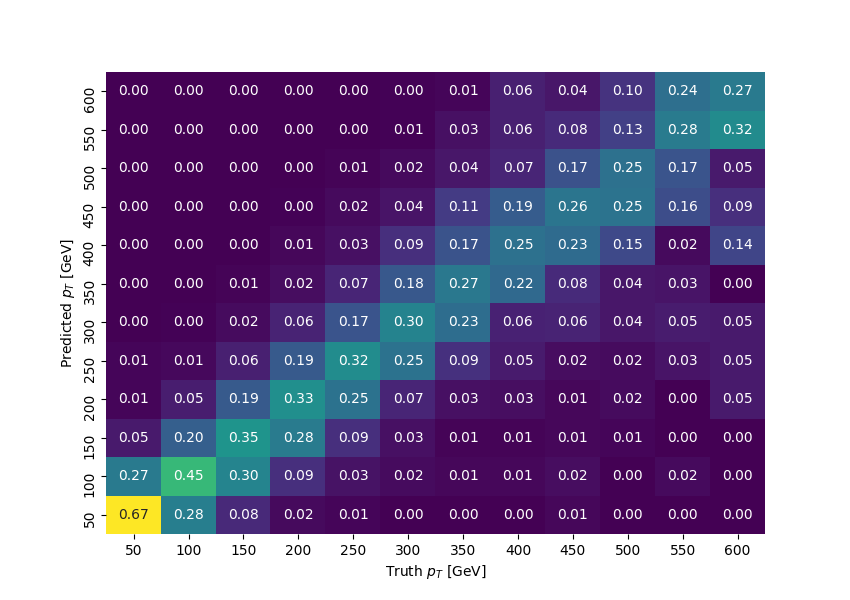 600 0.00 0.00 0.00 0.00 0.00 0.00 0.01 0.06 0.04 0.10 0.24 0.27
550 0.00 0.00 0.00 0.00 0.00 0.01 0.03 0.06 0.08 0.13 0.28 0.32
500 0.00 0.00 0.00 0.00 0.01 0.02 0.04 0.07 0.17 0.25 0.17 0.05
450 0.00 0.00 0.00 0.00 0.02 0.04 0.11 0.19 0.26 0.25 0.16 0.09
400 0.00 0.00 0.00 0.01 0.03 0.09 0.17 0.25 0.23 0.15 0.02 0.14
350 0.00 0.00 0.01 0.02 0.07 0.18 0.27 0.22 0.08 0.04 0.03 0.00
300 0.00 0.00 0.02 0.06 0.17 0.30 0.23 0.06 0.06 0.04 0.05 0.05
250 0.01 0.01 0.06 0.19 0.32 0.25 0.09 0.05 0.02 0.02 0.03 0.05
200 0.01 0.05 0.19 0.33 0.25 0.07 0.03 0.03 0.01 0.02 0.00 0.05
150 0.05 0.20 0.35 0.28 0.09 0.03 0.01 0.01 0.01 0.01 0.00 0.00
100 0.27 0.45 0.30 0.09 0.03 0.02 0.01 0.01 0.02 0.00 0.02 0.00
50 0.67 0.28 0.08 0.02 0.01 0.00 0.00 0.00 0.01 0.00 0.00 0.00
50 100 150 200 250 300 350 400 450 500 550 600
Truth p_T [GeV]
Predicted p_T [GeV]